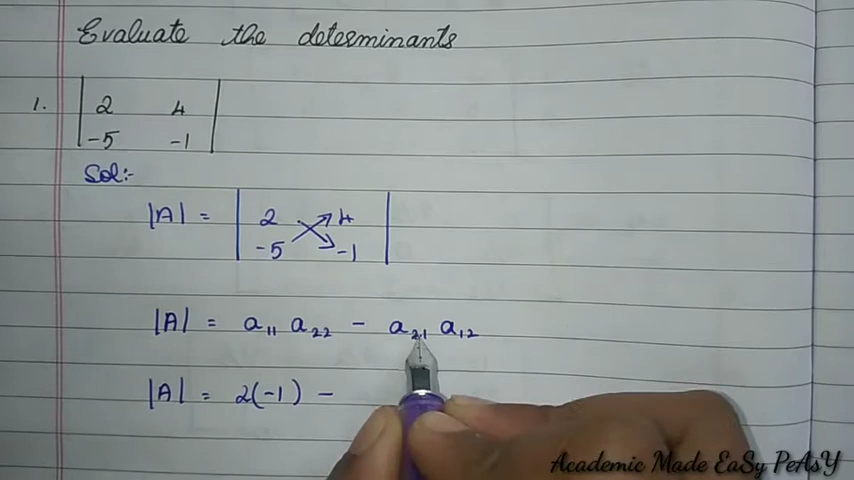 Evaluate the determinants
1. | 2 4 |
| -5 -1 |
Sol:-
|A| = | 2 4 |
| -5 -1 |
|A| = a₁₁ a₂₂ - a₂₁ a₁₂
|A| = 2(-1) -
Academic Made EaSy PeAsY